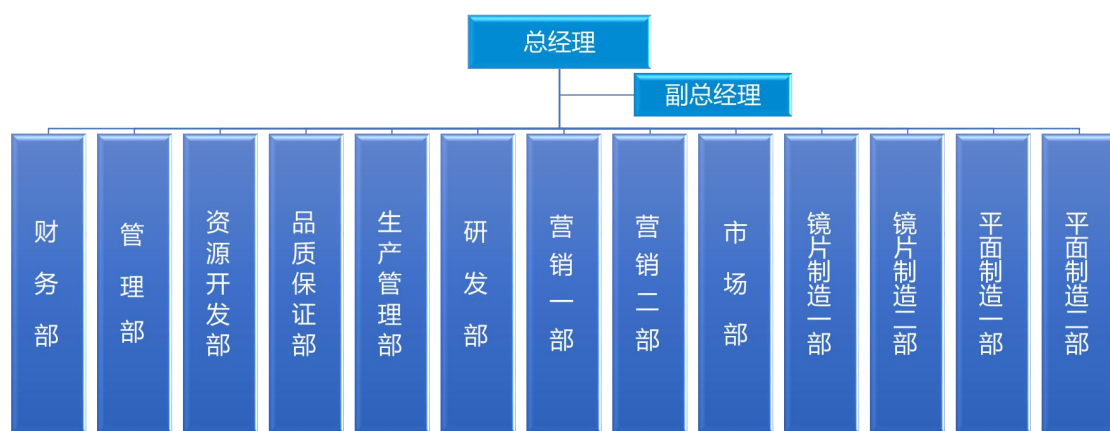 总经理
副总经理
财务部
管理部
资源开发部
品质保证部
生产管理部
研发部
营销一部
营销二部
市场部
镜片制造一部
镜片制造二部
平面制造一部
平面制造二部